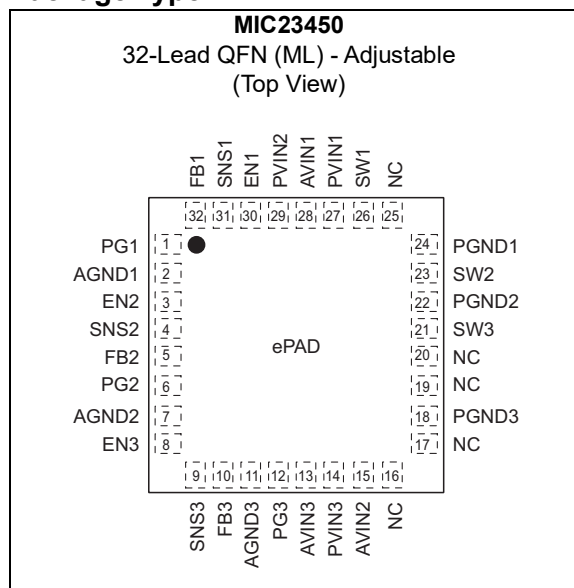 Package Type
MIC23450
32-Lead QFN (ML) - Adjustable
(Top View)
FB1 SNS1 EN1 PVIN2 AVIN1 PVIN1 SW1 NC
32 31 30 29 28 27 26 25
PG1 1 24 PGND1
AGND1 2 23 SW2
EN2 3 22 PGND2
SNS2 4 21 SW3
FB2 5 ePAD 20 NC
PG2 6 19 NC
AGND2 7 18 PGND3
EN3 8 17 NC
9 10 11 12 13 14 15 16
SNS3 FB3 AGND3 PG3 AVIN3 PVIN3 AVIN2 NC